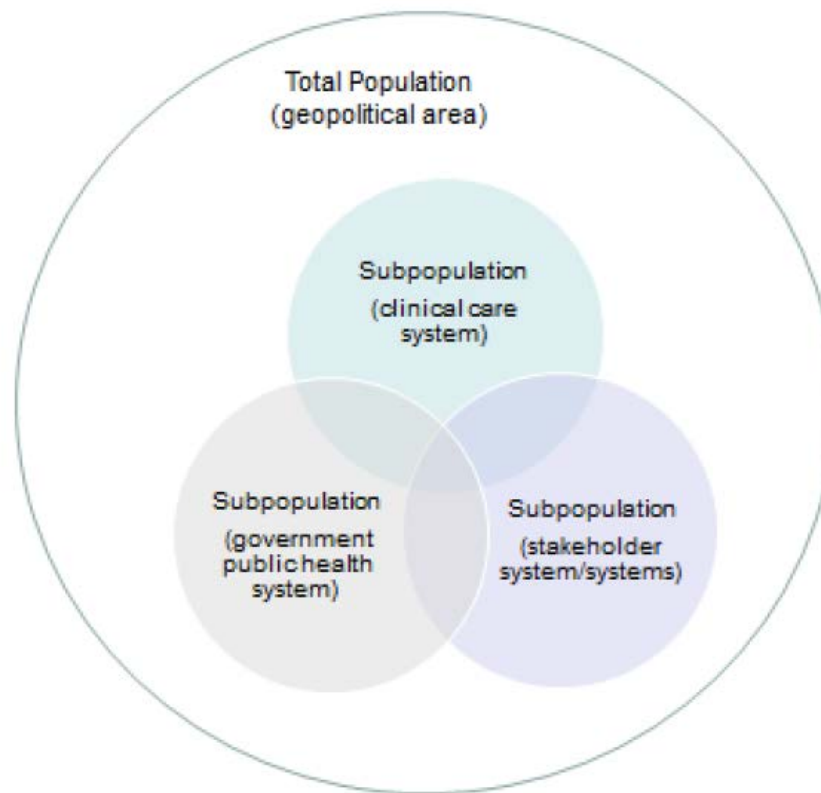 Total Population
(geopolitical area)
Subpopulation
(clinical care
system)
Subpopulation
(government
public health
system)
Subpopulation
(stakeholder
system/systems)